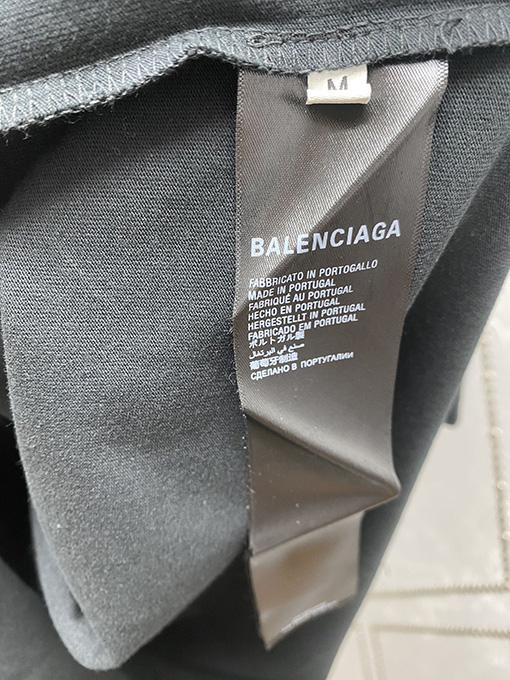 M
BALENCIAGA
FABBRICATO IN PORTOGALLO
MADE IN PORTUGAL
FABRIQUÉ AU PORTUGAL
HECHO EN PORTUGAL
HERGESTELLT IN PORTUGAL
FABRICADO EM PORTUGAL
ポルトガル製
صنع في البرتغال
葡萄牙制造
СДЕЛАНО В ПОРТУГАЛИИ